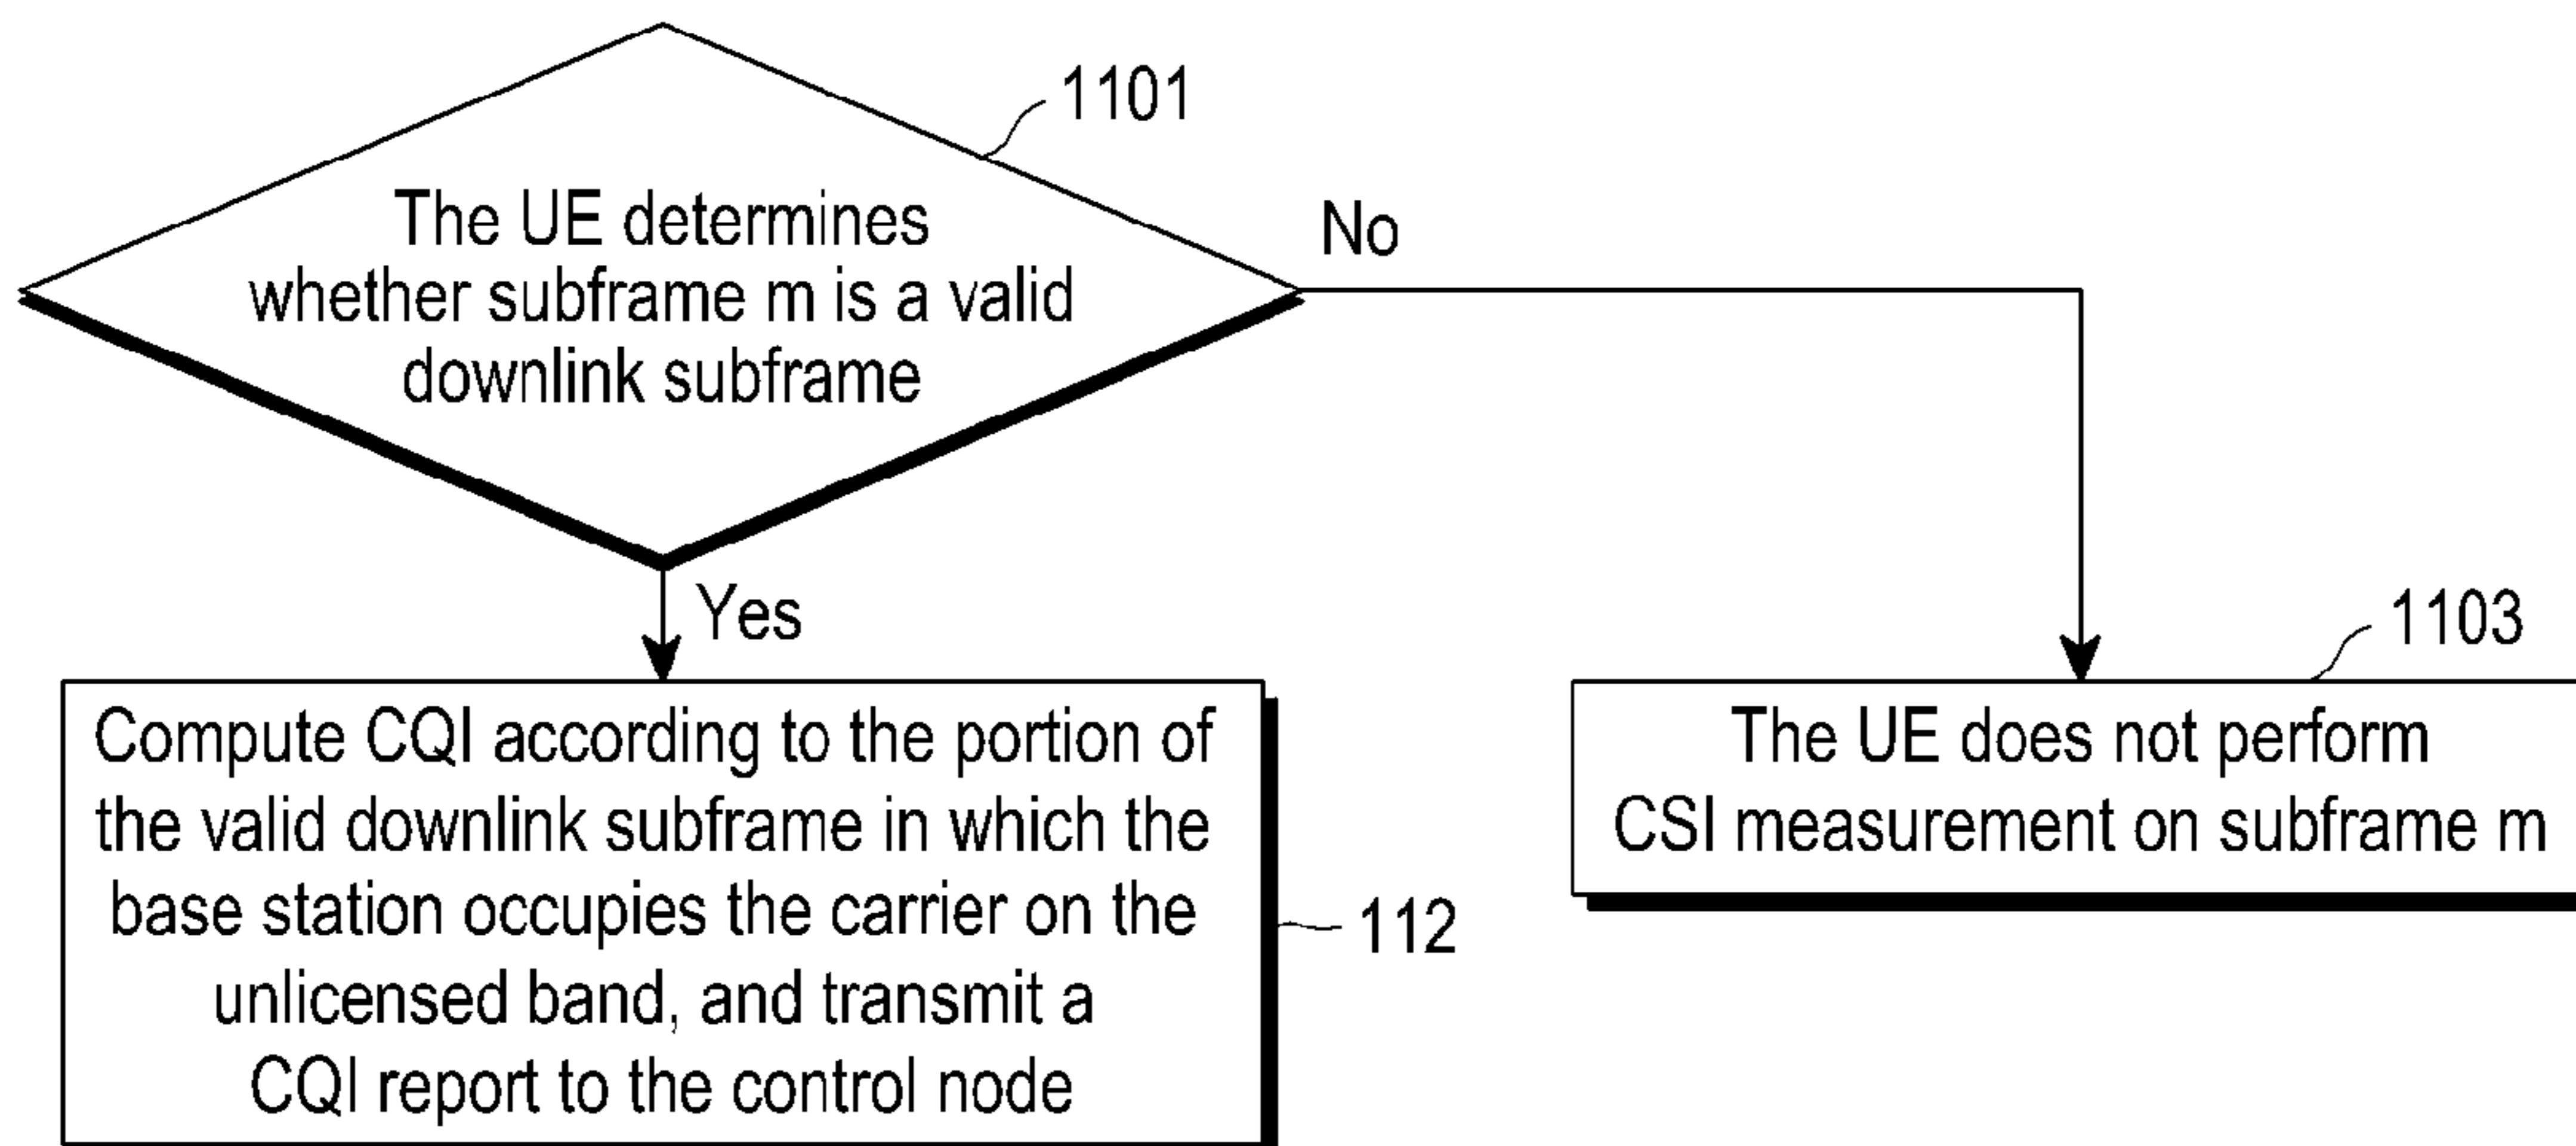 1101
The UE determines
whether subframe m is a valid
downlink subframe
No
Yes
Compute CQI according to the portion of
the valid downlink subframe in which the
base station occupies the carrier on the
unlicensed band, and transmit a
CQI report to the control node
112
1103
The UE does not perform
CSI measurement on subframe m